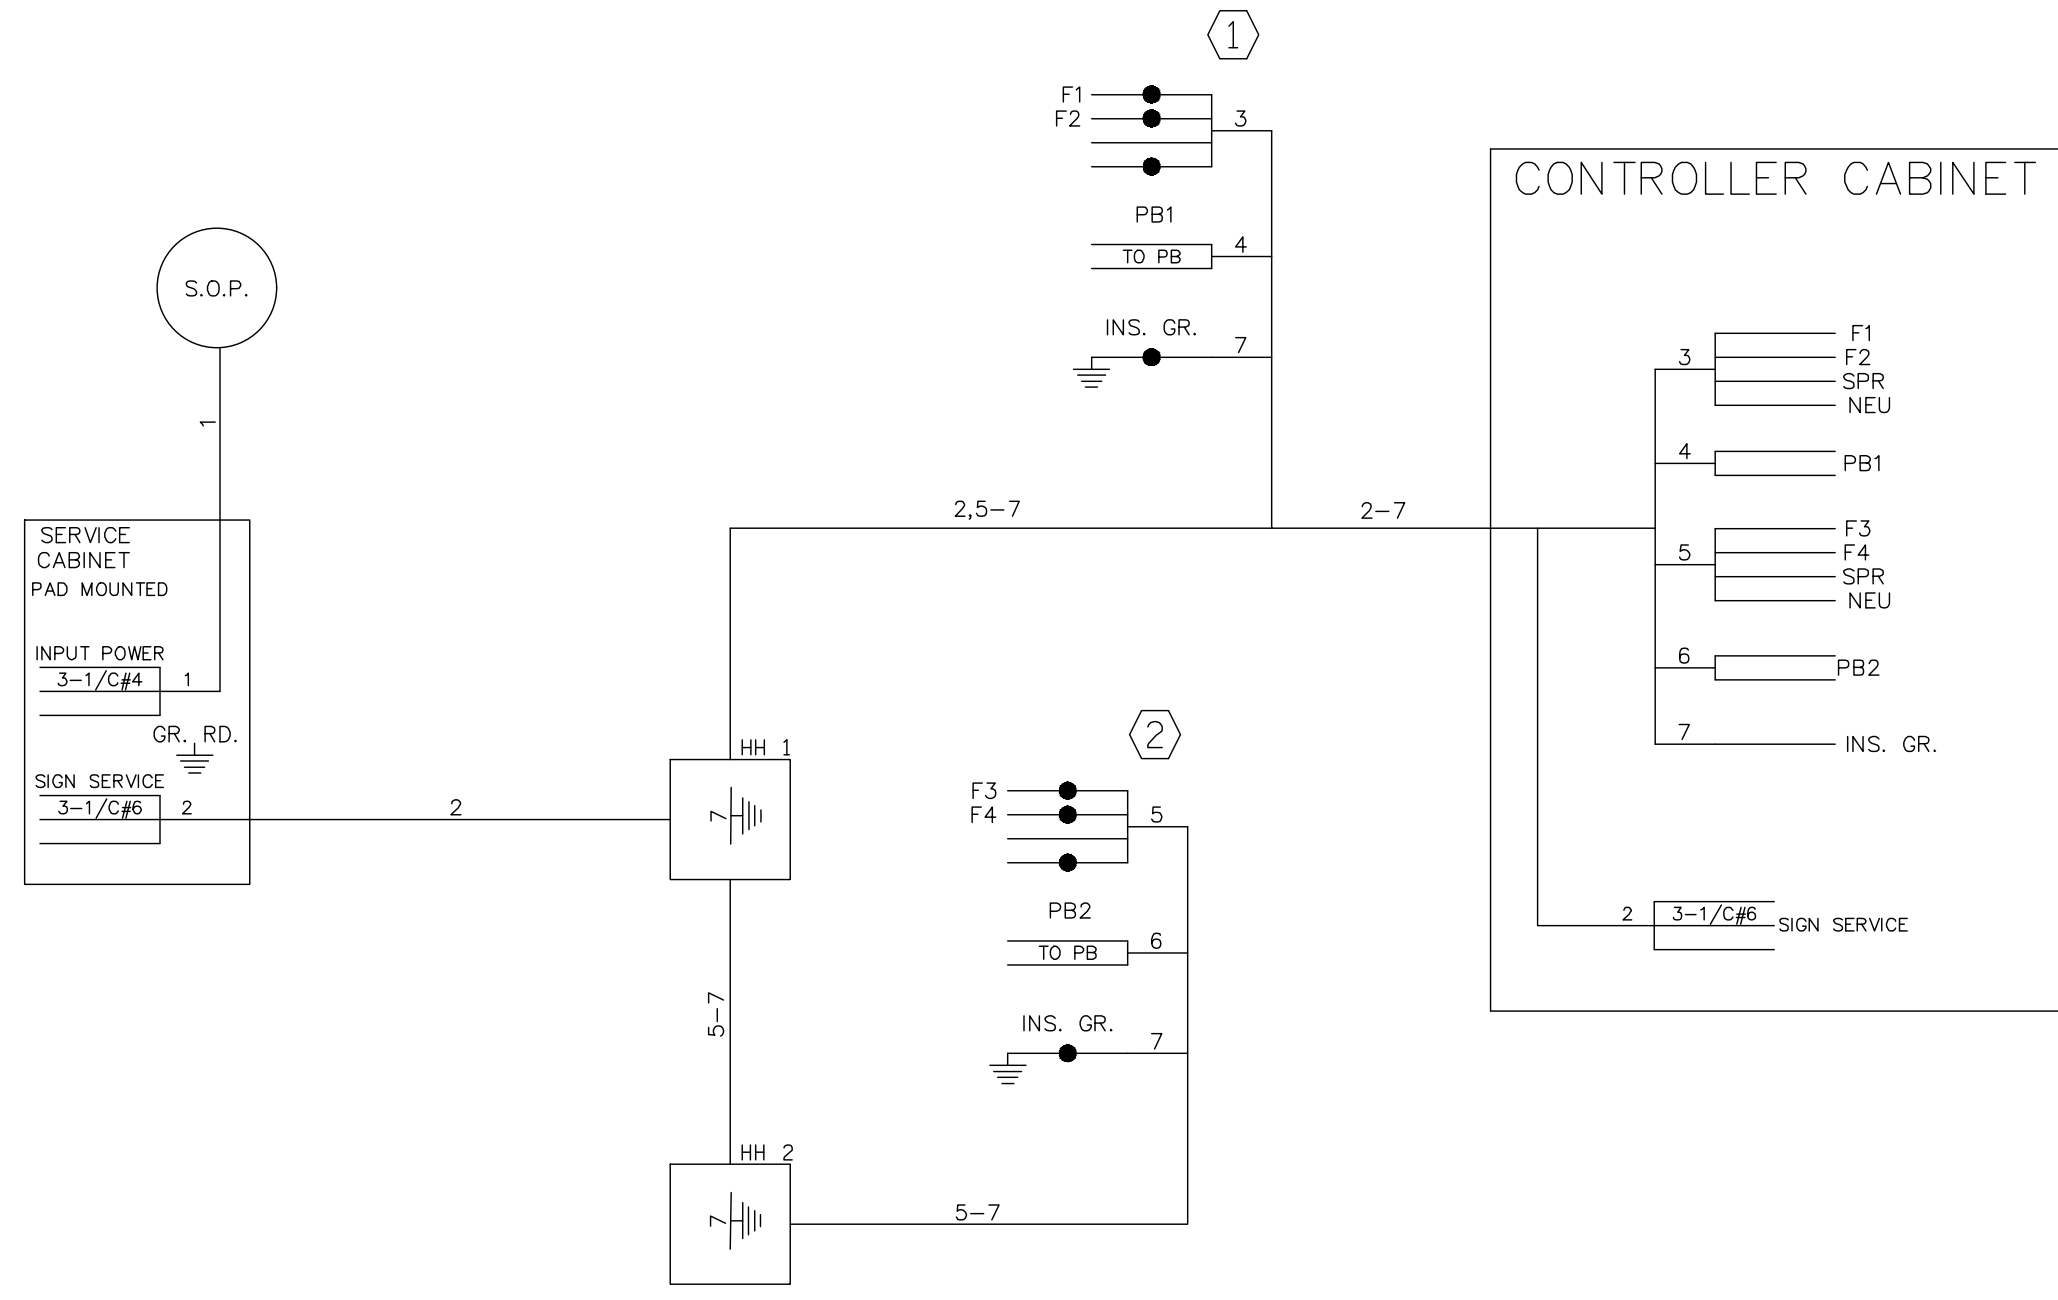 1
F1
F2
3
PB1
TO PB
4
INS. GR.
7
S.O.P.
1
SERVICE
CABINET
PAD MOUNTED
INPUT POWER
3-1/C#4
1
GR. RD.
SIGN SERVICE
3-1/C#6
2
2
2,5-7
2-7
HH 1
7
5-7
HH 2
7
5-7
2
F3
F4
5
PB2
TO PB
6
INS. GR.
7
CONTROLLER CABINET
3
F1
F2
SPR
NEU
4
PB1
5
F3
F4
SPR
NEU
6
PB2
7
INS. GR.
2
3-1/C#6
SIGN SERVICE